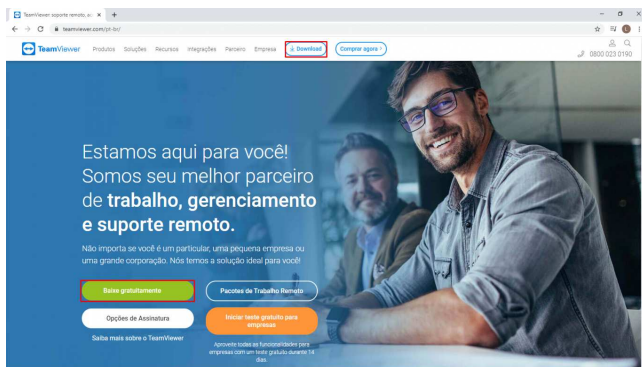 TeamViewer: suporte remoto, ac
teamviewer.com/pt-br/
TeamViewer
Produtos
Soluções
Recursos
Integrações
Parceiro
Empresa
Download
Comprar agora >
0800 023 0190
Estamos aqui para você!
Somos seu melhor parceiro
de trabalho, gerenciamento
e suporte remoto.
Não importa se você é um particular, uma pequena empresa ou
uma grande corporação. Nós temos a solução ideal para você!
Baixe gratuitamente
Pacotes de Trabalho Remoto
Opções de Assinatura
Iniciar teste gratuito para
empresas
Saiba mais sobre o TeamViewer
Aproveite todas as funcionalidades para
empresas com um teste gratuito durante 14
dias.